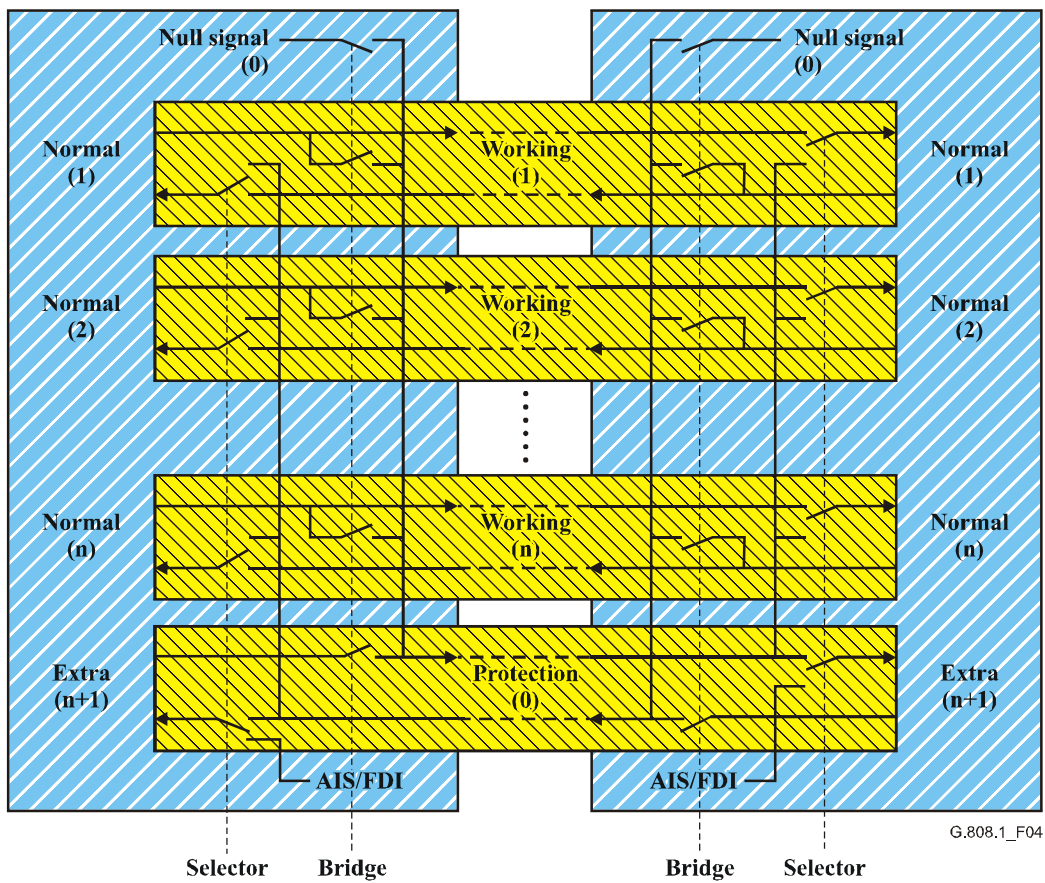 Null signal
(0)
Null signal
(0)
Normal
(1)
Working
(1)
Normal
(1)
Normal
(2)
Working
(2)
Normal
(2)
Normal
(n)
Working
(n)
Normal
(n)
Extra
(n+1)
Protection
(0)
Extra
(n+1)
AIS/FDI
AIS/FDI
G.808.1_F04
Selector
Bridge
Bridge
Selector